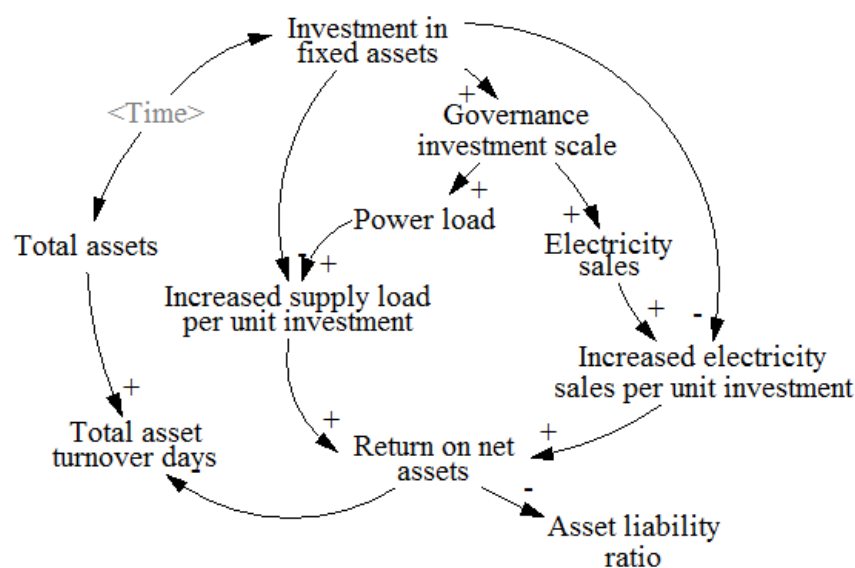 Investment in
fixed assets
<Time>
+
Governance
investment scale
+
Power load
+
Electricity
sales
Total assets
-
+
Increased supply load
per unit investment
+
-
Increased electricity
sales per unit investment
+
Total asset
turnover days
-
+
Return on net
assets
+
-
Asset liability
ratio